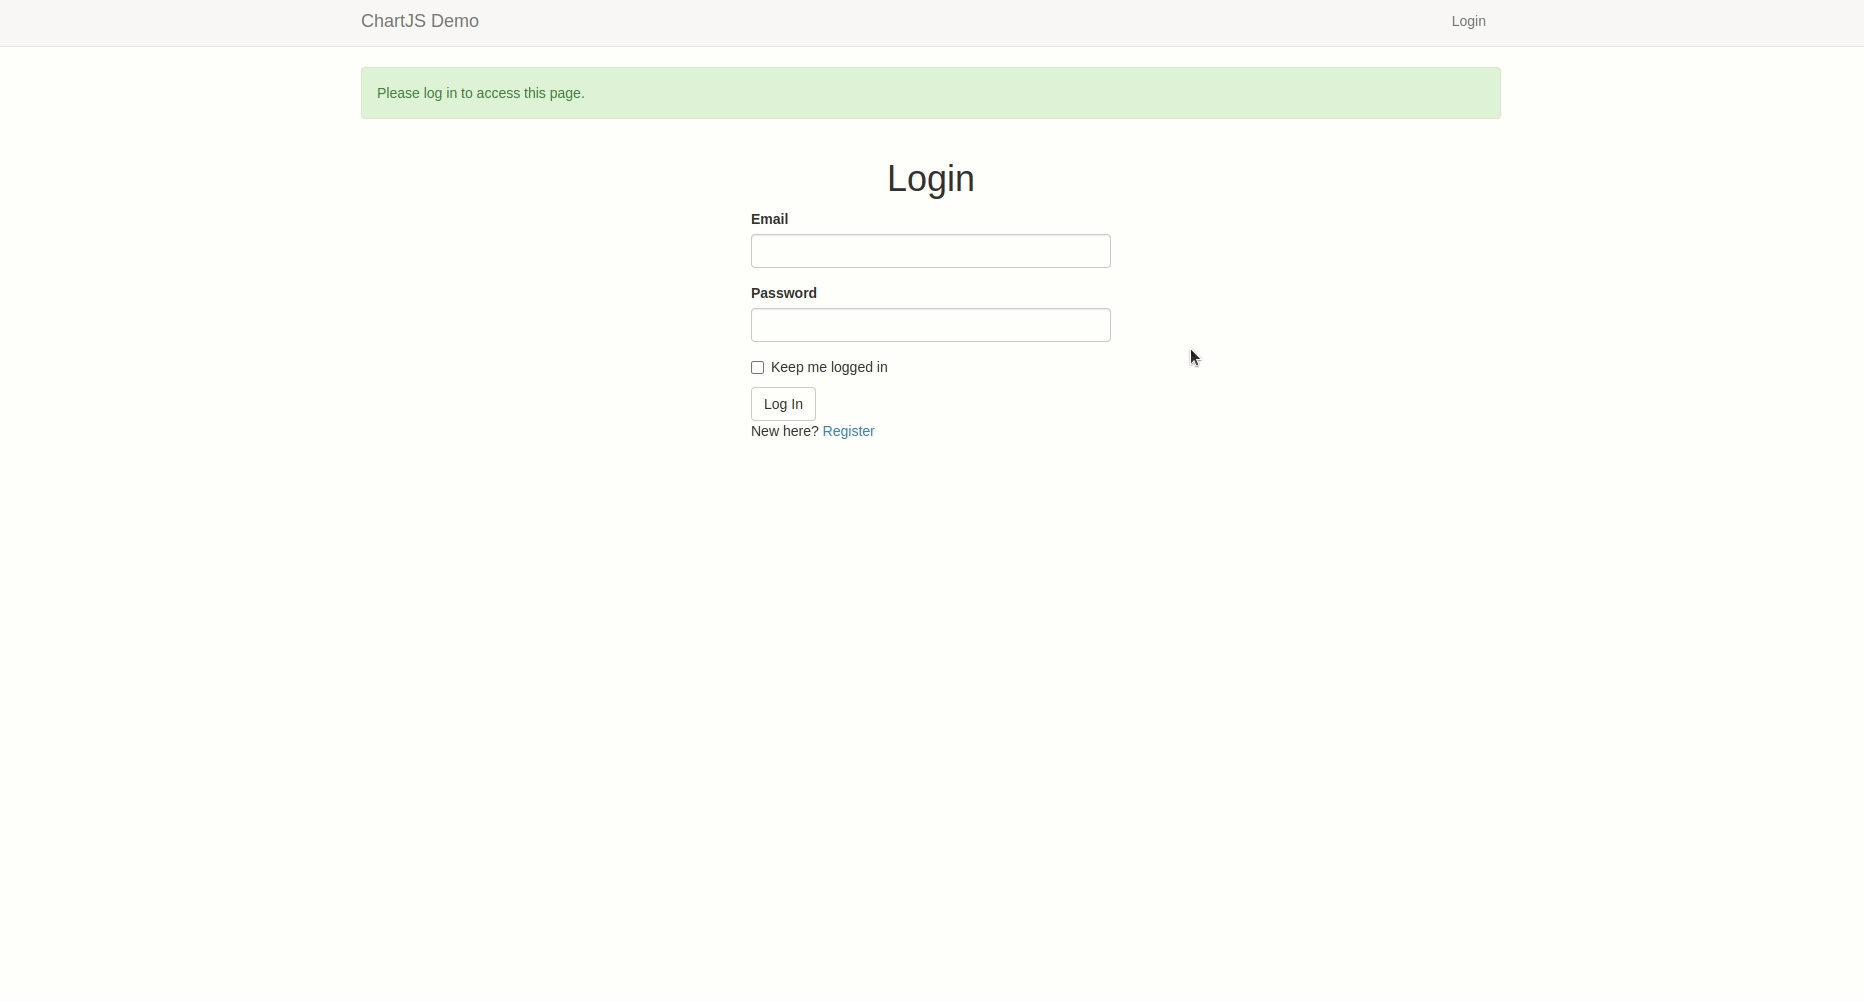 ChartJS Demo
Login
Please log in to access this page.
Login
Email
Password
Keep me logged in
Log In
New here? Register